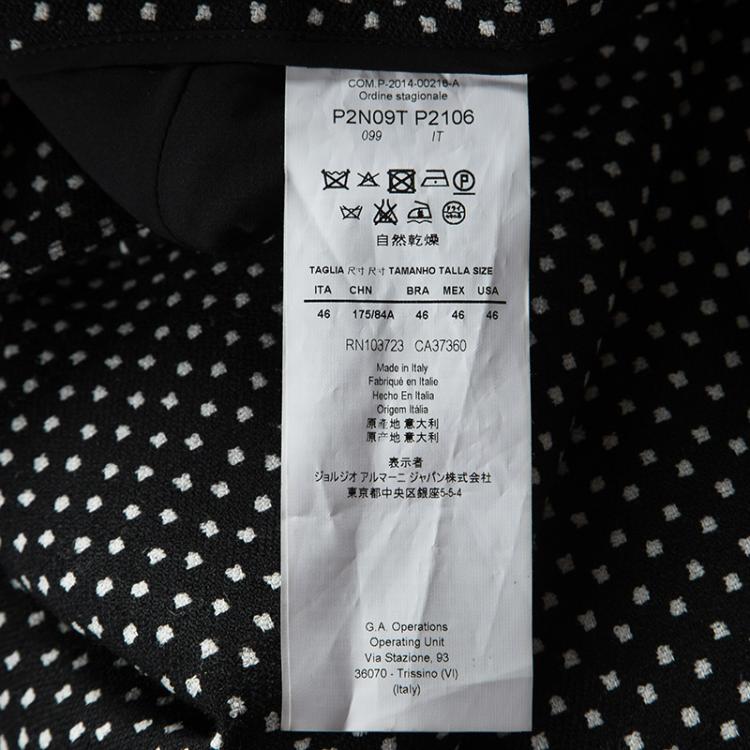 COM.P-2014-00216-A
Ordine stagionale
P2N09T P2106
099 IT
自然乾燥
TAGLIA 尺寸 尺寸 TAMANHO TALLA SIZE
ITA CHN BRA MEX USA
46 175/84A 46 46 46
RN103723 CA37360
Made in Italy
Fabriqué en Italie
Hecho En Italia
Origem Itália
原產地 意大利
原产地 意大利
表示者
ジョルジオ アルマーニ ジャパン株式会社
東京都中央区銀座5-5-4
G.A. Operations
Operating Unit
Via Stazione, 93
36070 - Trissino (VI)
(Italy)